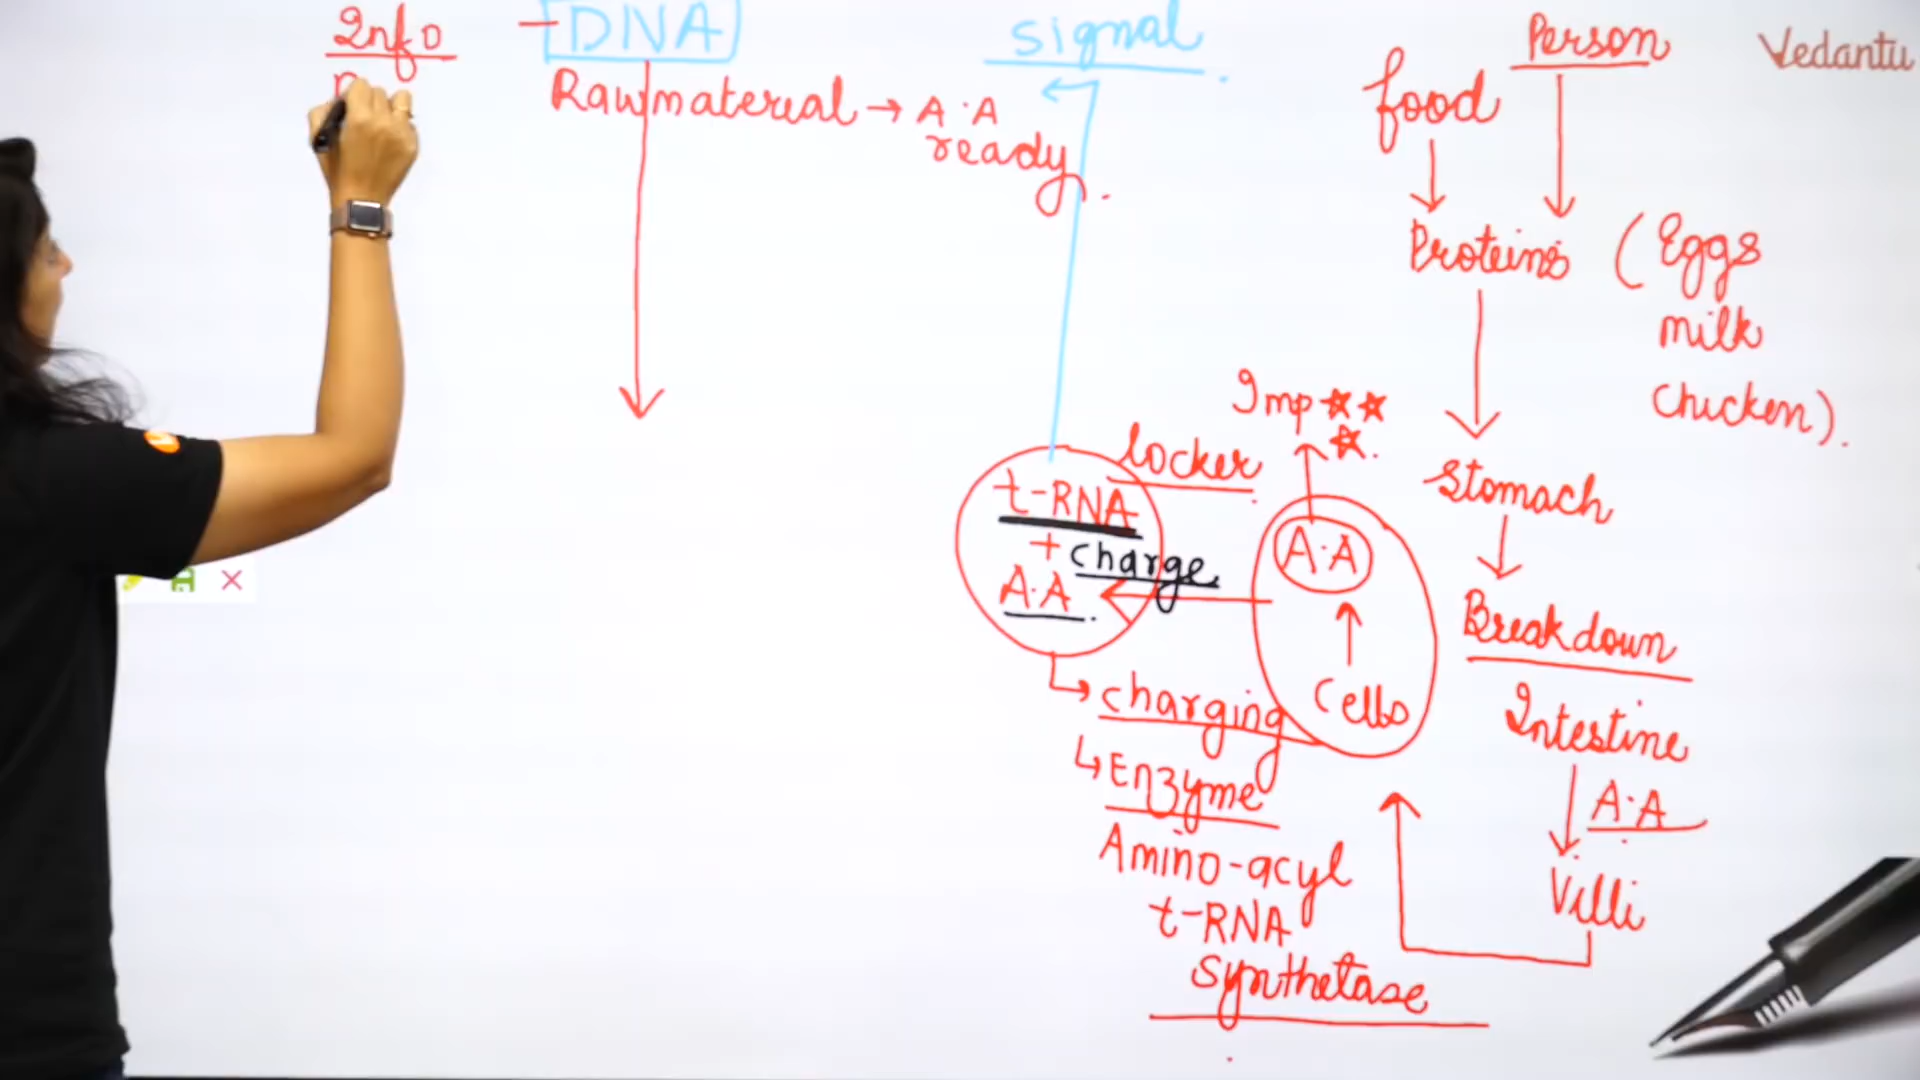 Info
DNA
signal
Person
Vedantu
Raw material → A.A
ready.
food
Proteins
(Eggs
milk
chicken).
Imp ☆☆
☆.
locker
Stomach
t-RNA
+ charge
A.A.
A.A
Cells
Breakdown
Intestine
A.A
Villi
charging
Enzyme
Amino-acyl
t-RNA
synthetase